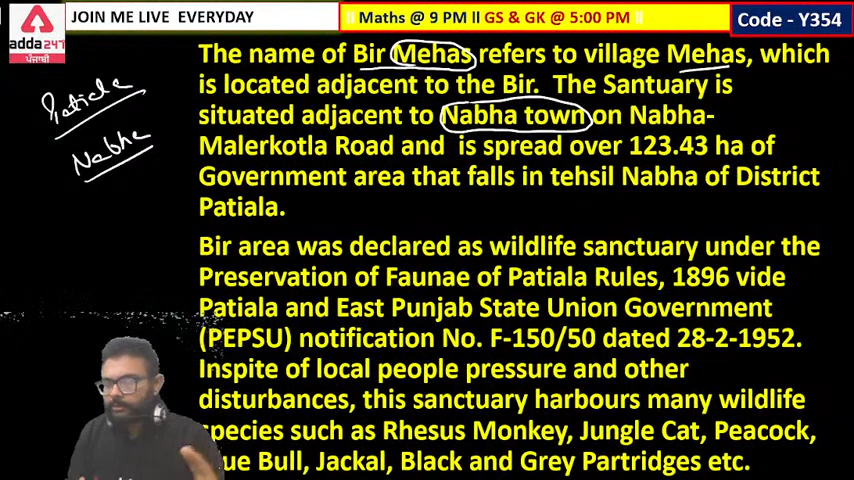 JOIN ME LIVE EVERYDAY
|| Maths @ 9 PM || GS & GK @ 5:00 PM ||
Code - Y354
adda247
ਪੰਜਾਬੀ
The name of Bir Mehas refers to village Mehas, which
is located adjacent to the Bir. The Santuary is
situated adjacent to Nabha town on Nabha-
Malerkotla Road and is spread over 123.43 ha of
Government area that falls in tehsil Nabha of District
Patiala.
Patiala
Nabha
Bir area was declared as wildlife sanctuary under the
Preservation of Faunae of Patiala Rules, 1896 vide
Patiala and East Punjab State Union Government
(PEPSU) notification No. F-150/50 dated 28-2-1952.
Inspite of local people pressure and other
disturbances, this sanctuary harbours many wildlife
species such as Rhesus Monkey, Jungle Cat, Peacock,
lue Bull, Jackal, Black and Grey Partridges etc.